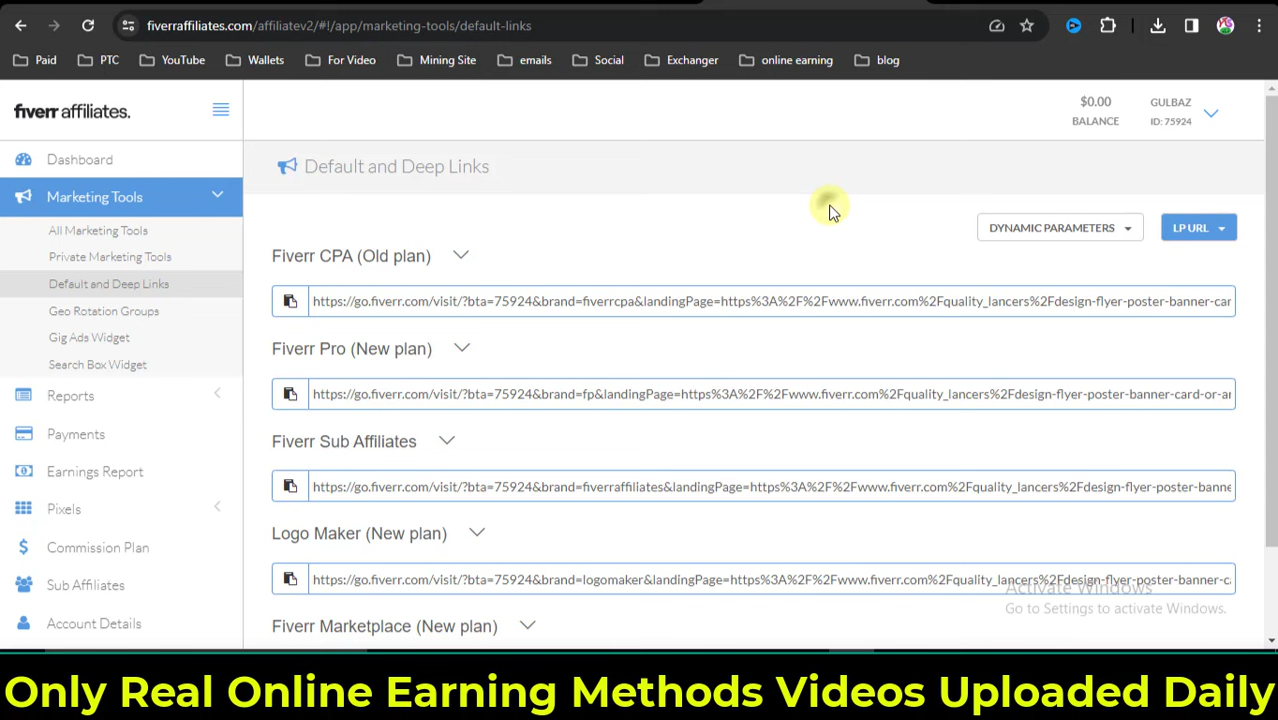 fiverraffiliates.com/affiliatev2/#!/app/marketing-tools/default-links
Paid PTC YouTube Wallets For Video Mining Site emails Social Exchanger online earning blog
fiverr affiliates.
$0.00
BALANCE
GULBAZ
ID: 75924
Dashboard
Marketing Tools
All Marketing Tools
Private Marketing Tools
Default and Deep Links
Geo Rotation Groups
Gig Ads Widget
Search Box Widget
Reports
Payments
Earnings Report
Pixels
Commission Plan
Sub Affiliates
Account Details
Default and Deep Links
DYNAMIC PARAMETERS
LP URL
Fiverr CPA (Old plan)
https://go.fiverr.com/visit/?bta=75924&brand=fiverrcpa&landingPage=https%3A%2F%2Fwww.fiverr.com%2Fquality_lancers%2Fdesign-flyer-poster-banner-car
Fiverr Pro (New plan)
https://go.fiverr.com/visit/?bta=75924&brand=fp&landingPage=https%3A%2F%2Fwww.fiverr.com%2Fquality_lancers%2Fdesign-flyer-poster-banner-card-or-ar
Fiverr Sub Affiliates
https://go.fiverr.com/visit/?bta=75924&brand=fiverraffiliates&landingPage=https%3A%2F%2Fwww.fiverr.com%2Fquality_lancers%2Fdesign-flyer-poster-banne
Logo Maker (New plan)
https://go.fiverr.com/visit/?bta=75924&brand=logomaker&landingPage=https%3A%2F%2Fwww.fiverr.com%2Fquality_lancers%2Fdesign-flyer-poster-banner-c
Fiverr Marketplace (New plan)
Activate Windows
Go to Settings to activate Windows.
Only Real Online Earning Methods Videos Uploaded Daily